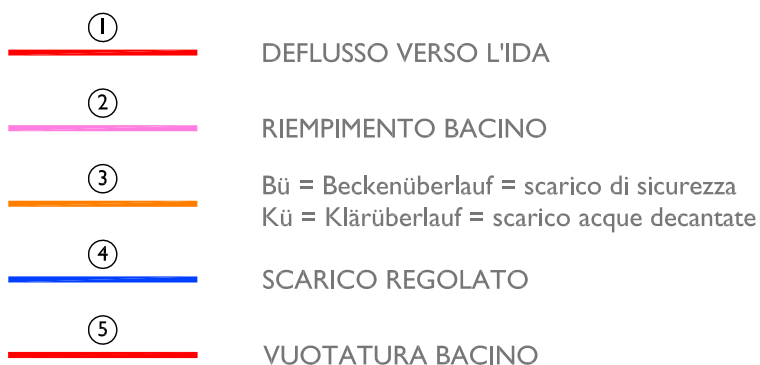 ①
DEFLUSSO VERSO L'IDA
②
RIEMPIMENTO BACINO
③
Bü = Beckenüberlauf = scarico di sicurezza
Kü = Klärüberlauf = scarico acque decantate
④
SCARICO REGOLATO
⑤
VUOTATURA BACINO